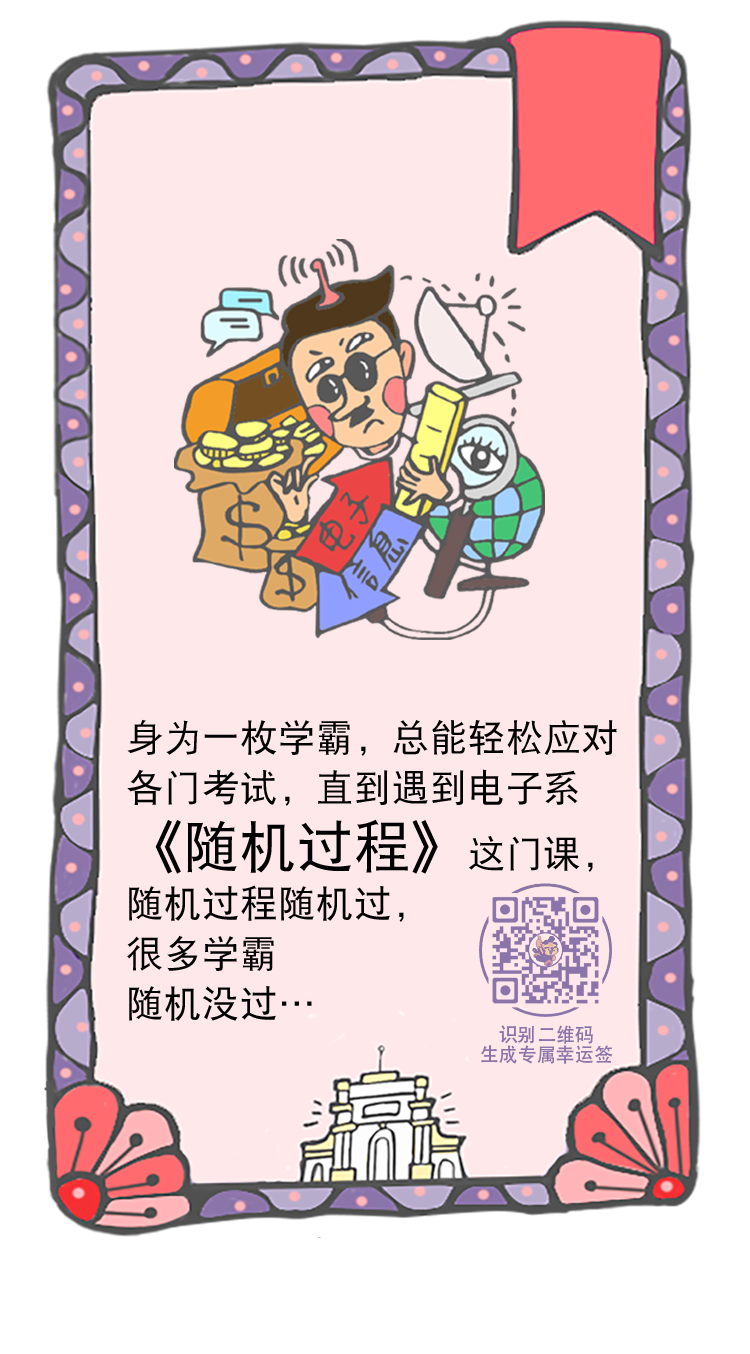 电子
信息
身为一枚学霸，总能轻松应对
各门考试，直到遇到电子系
《随机过程》这门课，
随机过程随机过，
很多学霸
随机没过…
识别二维码
生成专属幸运签